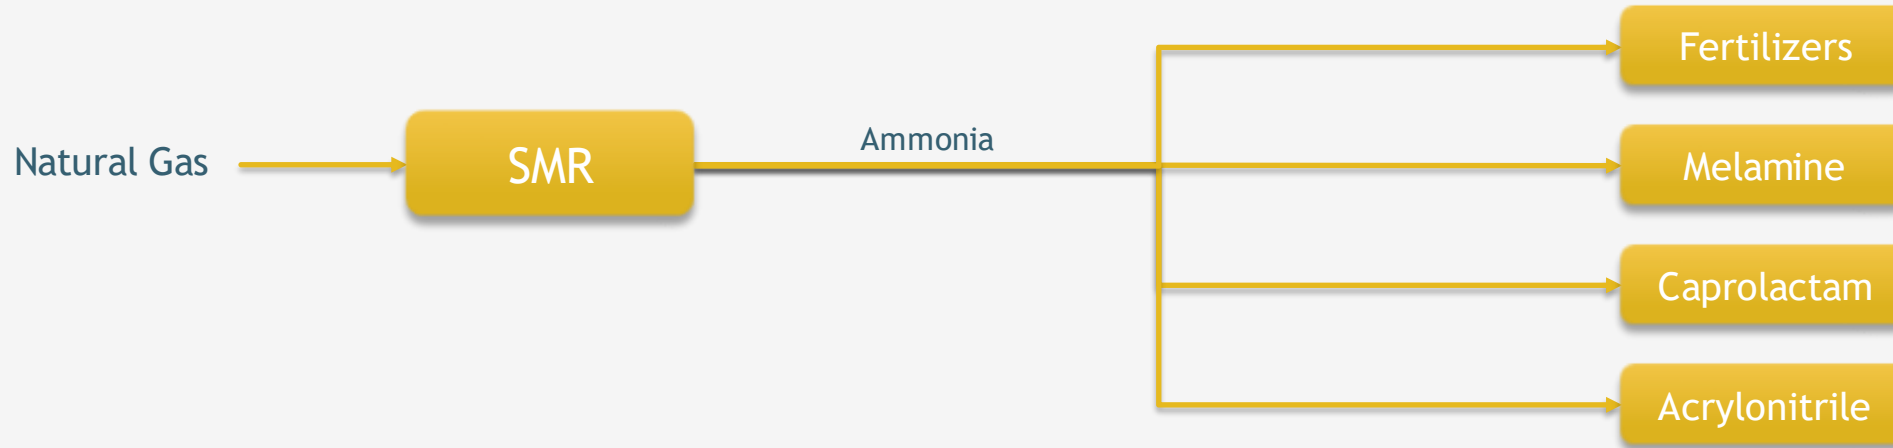 Natural Gas
SMR
Ammonia
Fertilizers
Melamine
Caprolactam
Acrylonitrile